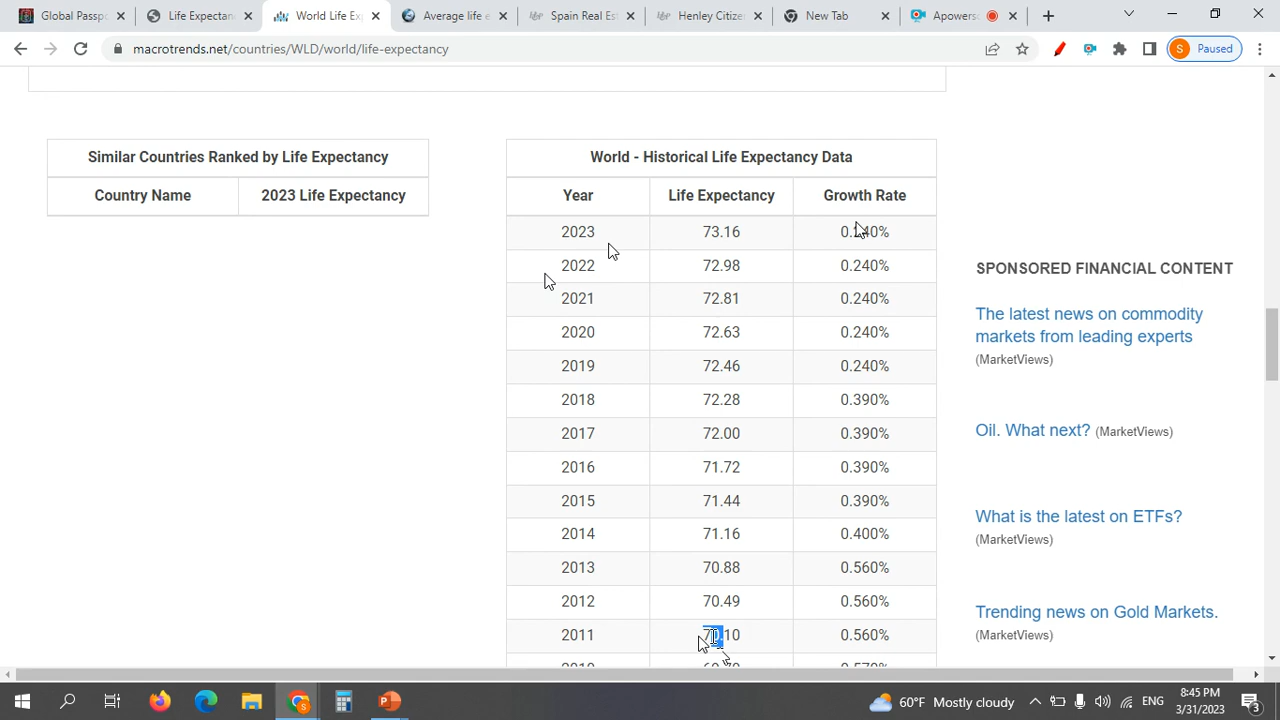 Global Passp
Life Expectan
World Life Ex
Average life e
Spain Real Est
Henley Citizen
New Tab
Apowers
macrotrends.net/countries/WLD/world/life-expectancy
S Paused
Similar Countries Ranked by Life Expectancy
Country Name 2023 Life Expectancy
World - Historical Life Expectancy Data
Year Life Expectancy Growth Rate
2023 73.16 0.240%
2022 72.98 0.240%
2021 72.81 0.240%
2020 72.63 0.240%
2019 72.46 0.240%
2018 72.28 0.390%
2017 72.00 0.390%
2016 71.72 0.390%
2015 71.44 0.390%
2014 71.16 0.400%
2013 70.88 0.560%
2012 70.49 0.560%
2011 70.10 0.560%
SPONSORED FINANCIAL CONTENT
The latest news on commodity
markets from leading experts
(MarketViews)
Oil. What next? (MarketViews)
What is the latest on ETFs?
(MarketViews)
Trending news on Gold Markets.
(MarketViews)
60°F Mostly cloudy
ENG
8:45 PM
3/31/2023
3